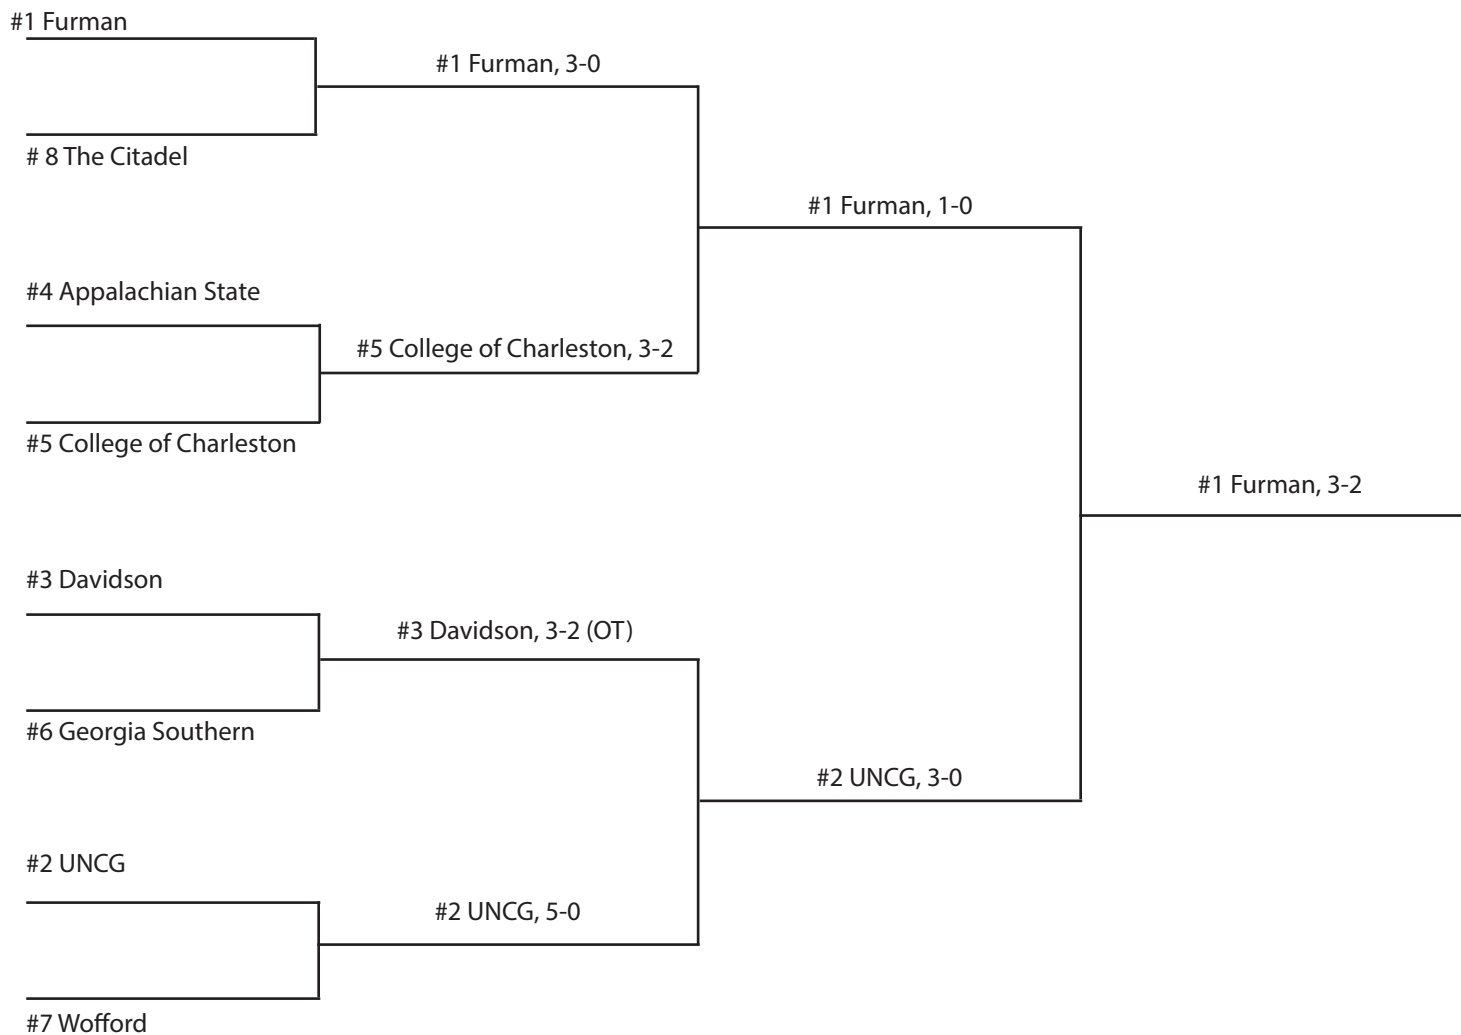 #1 Furman
#1 Furman, 3-0
# 8 The Citadel
#1 Furman, 1-0
#4 Appalachian State
#5 College of Charleston, 3-2
#5 College of Charleston
#1 Furman, 3-2
#3 Davidson
#3 Davidson, 3-2 (OT)
#6 Georgia Southern
#2 UNCG, 3-0
#2 UNCG
#2 UNCG, 5-0
#7 Wofford